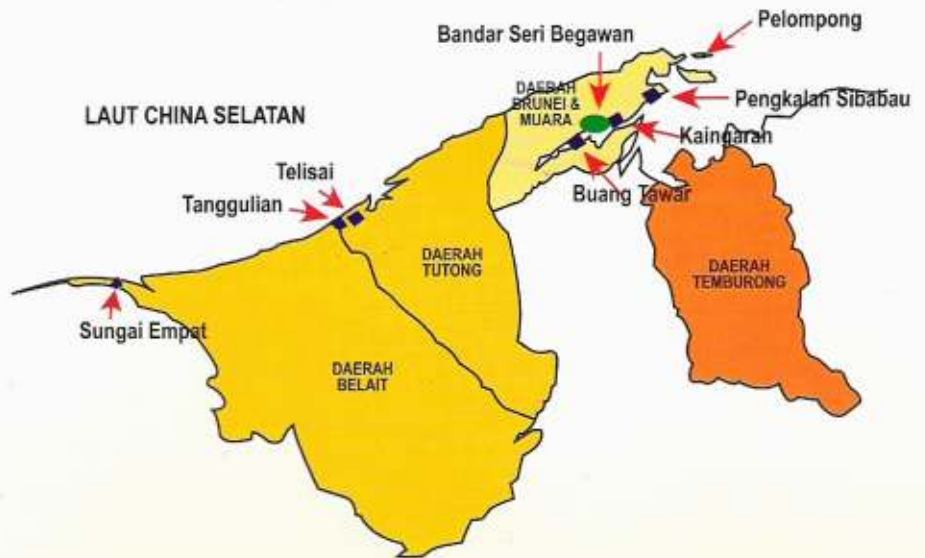 Pelompong
Bandar Seri Begawan
DAERAH
BRUNEI &
MUARA
Pengkalan Sibabau
LAUT CHINA SELATAN
Kaingaran
Telisai
Buang Tawar
Tanggulian
DAERAH
TUTONG
DAERAH
TEMBURONG
Sungai Empat
DAERAH
BELAIT